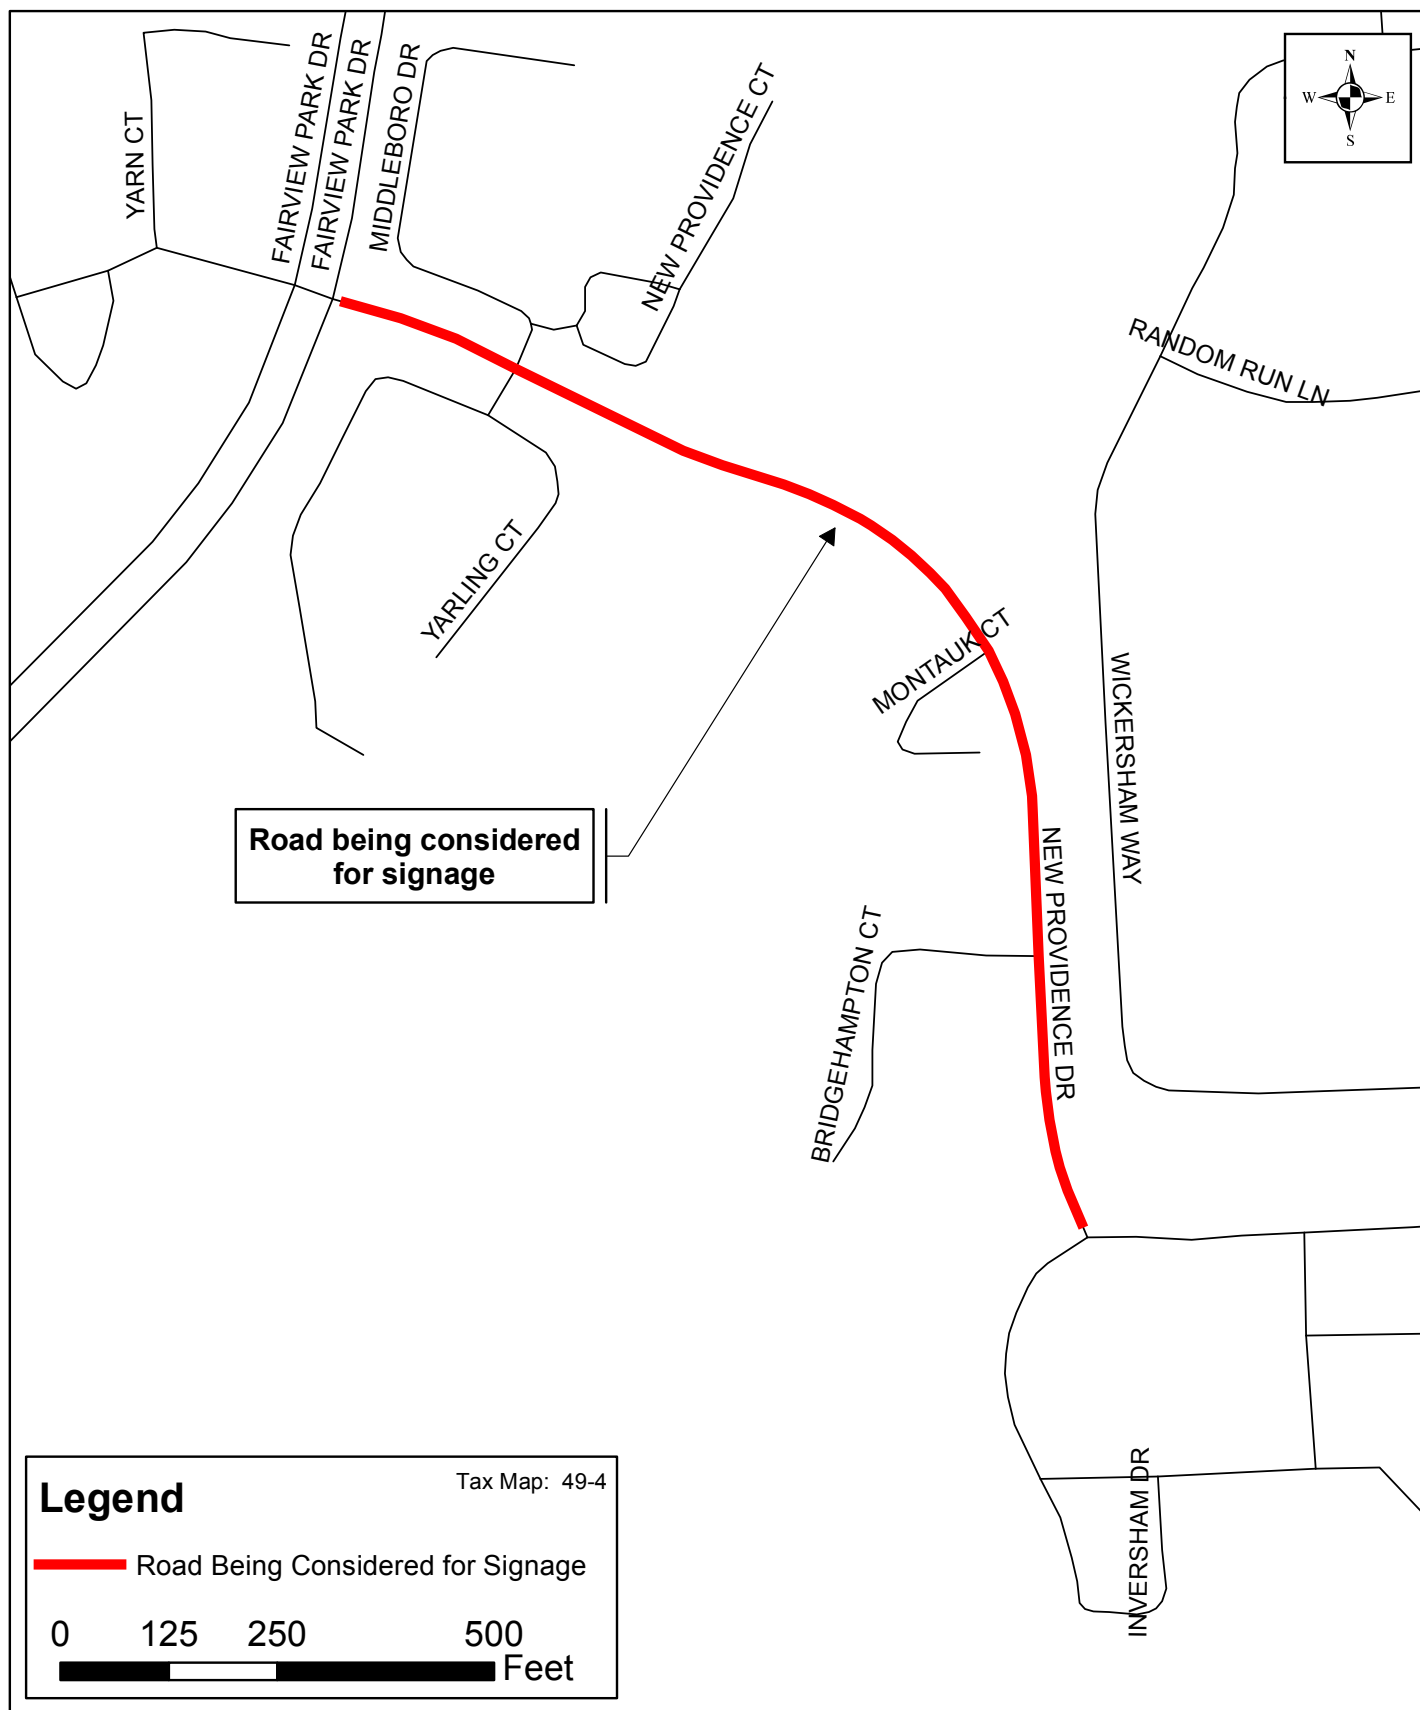 N
W E
S
YARN CT
FAIRVIEW PARK DR
FAIRVIEW PARK DR
MIDDLEBORO DR
NEW PROVIDENCE CT
RANDOM RUN LN
YARLING CT
MONTAUK CT
WICKERSHAM WAY
Road being considered
for signage
NEW PROVIDENCE DR
BRIDGEHAMPTON CT
INVERSHAM DR
Legend
Tax Map: 49-4
Road Being Considered for Signage
0 125 250 500
Feet